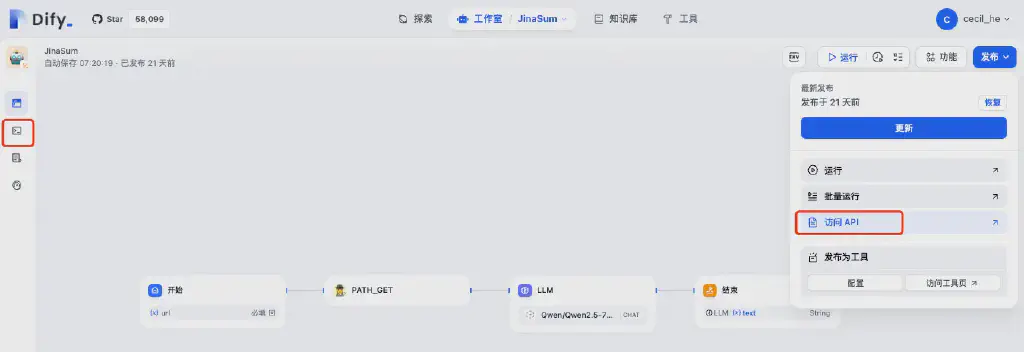 Dify_
Star 58,099
探索
工作室 / JinaSum
知识库
工具
C
cecil_he
JinaSum
自动保存 07:20:19 · 已发布 21 天前
ENV
运行
功能
发布
最新发布
发布于 21 天前
恢复
更新
运行
批量运行
访问 API
发布为工具
配置
访问工具页
开始
{x} url
必填
PATH_GET
LLM
Qwen/Qwen2.5-7...
CHAT
结束
LLM {x} text
String